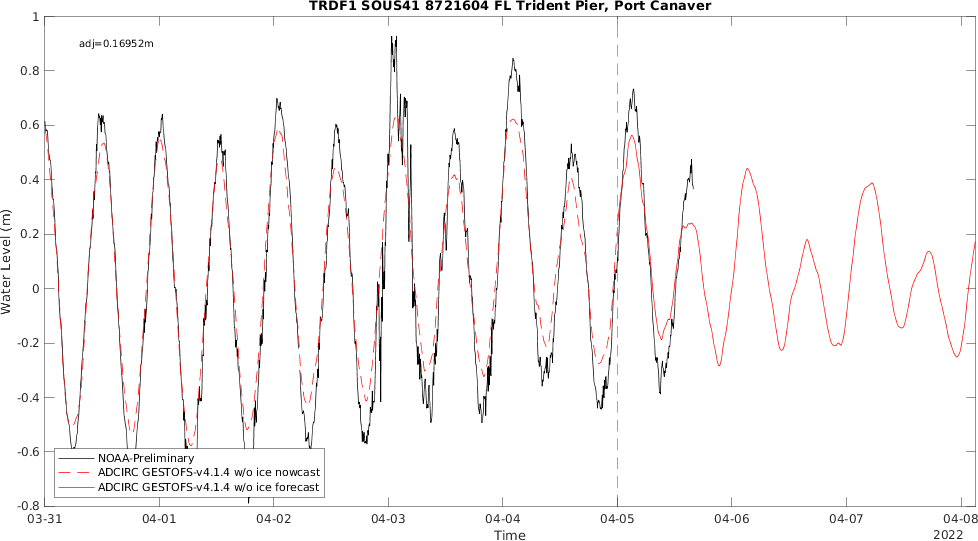 TRDF1 SOUS41 8721604 FL Trident Pier, Port Canaver
adj=0.16952m
1
0.8
0.6
0.4
0.2
0
-0.2
-0.4
-0.6
-0.8
Water Level (m)
NOAA-Preliminary
ADCIRC GESTOFS-v4.1.4 w/o ice nowcast
ADCIRC GESTOFS-v4.1.4 w/o ice forecast
03-31 04-01 04-02 04-03 04-04 04-05 04-06 04-07 04-08
Time
2022